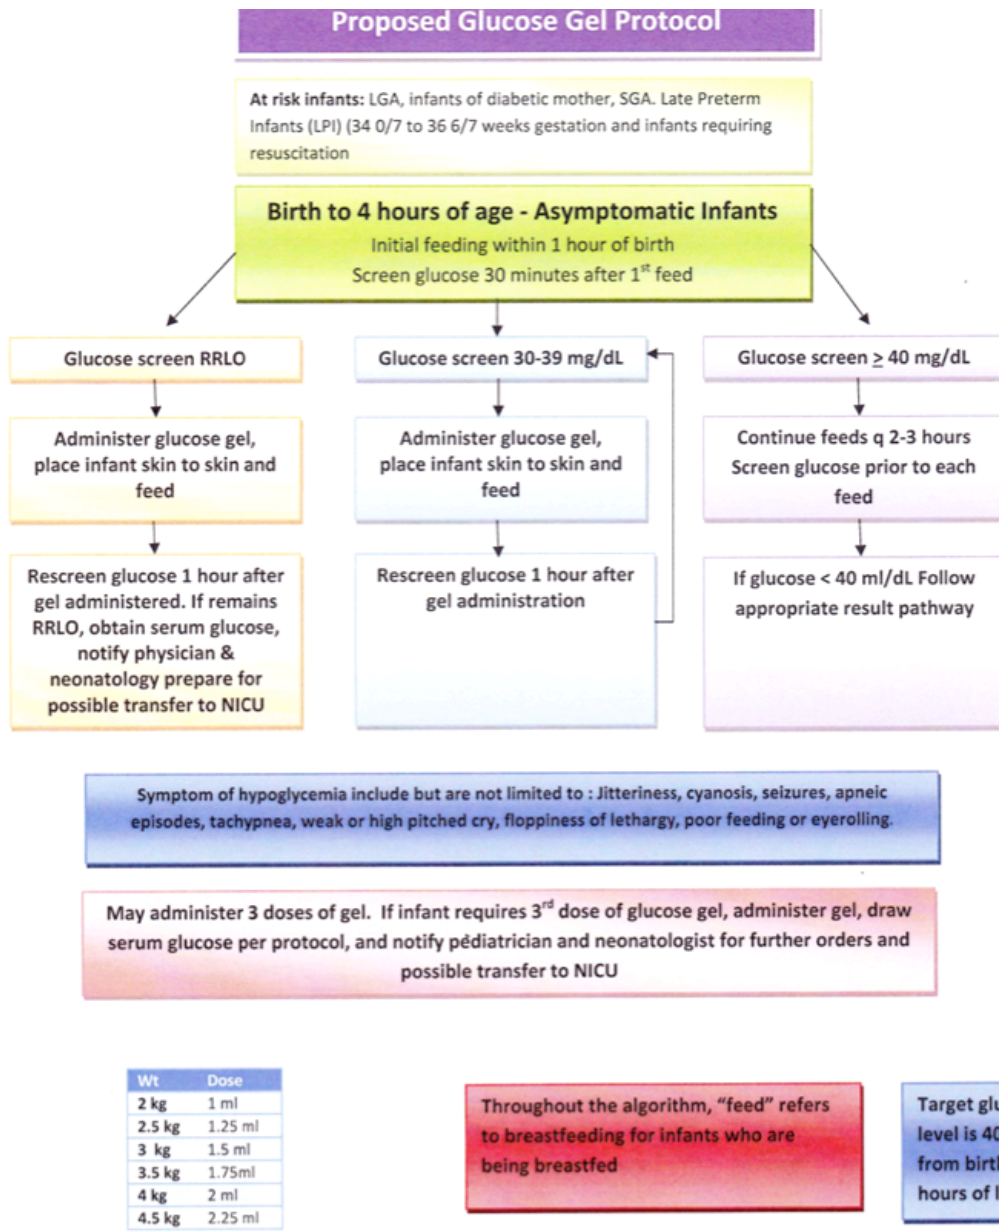 Proposed Glucose Gel Protocol
At risk infants: LGA, infants of diabetic mother, SGA. Late Preterm
Infants (LPI) (34 0/7 to 36 6/7 weeks gestation and infants requiring
resuscitation
Birth to 4 hours of age - Asymptomatic Infants
Initial feeding within 1 hour of birth
Screen glucose 30 minutes after 1st feed
Glucose screen RRLO
Administer glucose gel,
place infant skin to skin and
feed
Rescreen glucose 1 hour after
gel administered. If remains
RRLO, obtain serum glucose,
notify physician &
neonatology prepare for
possible transfer to NICU
Glucose screen 30-39 mg/dL
Administer glucose gel,
place infant skin to skin and
feed
Rescreen glucose 1 hour after
gel administration
Glucose screen ≥ 40 mg/dL
Continue feeds q 2-3 hours
Screen glucose prior to each
feed
If glucose < 40 ml/dL Follow
appropriate result pathway
Symptom of hypoglycemia include but are not limited to : Jitteriness, cyanosis, seizures, apneic
episodes, tachypnea, weak or high pitched cry, floppiness of lethargy, poor feeding or eyerolling.
May administer 3 doses of gel. If infant requires 3rd dose of glucose gel, administer gel, draw
serum glucose per protocol, and notify pediatrician and neonatologist for further orders and
possible transfer to NICU
Wt Dose
2 kg 1 ml
2.5 kg 1.25 ml
3 kg 1.5 ml
3.5 kg 1.75ml
4 kg 2 ml
4.5 kg 2.25 ml
Throughout the algorithm, “feed” refers
to breastfeeding for infants who are
being breastfed
Target
level is 40
from
hours of